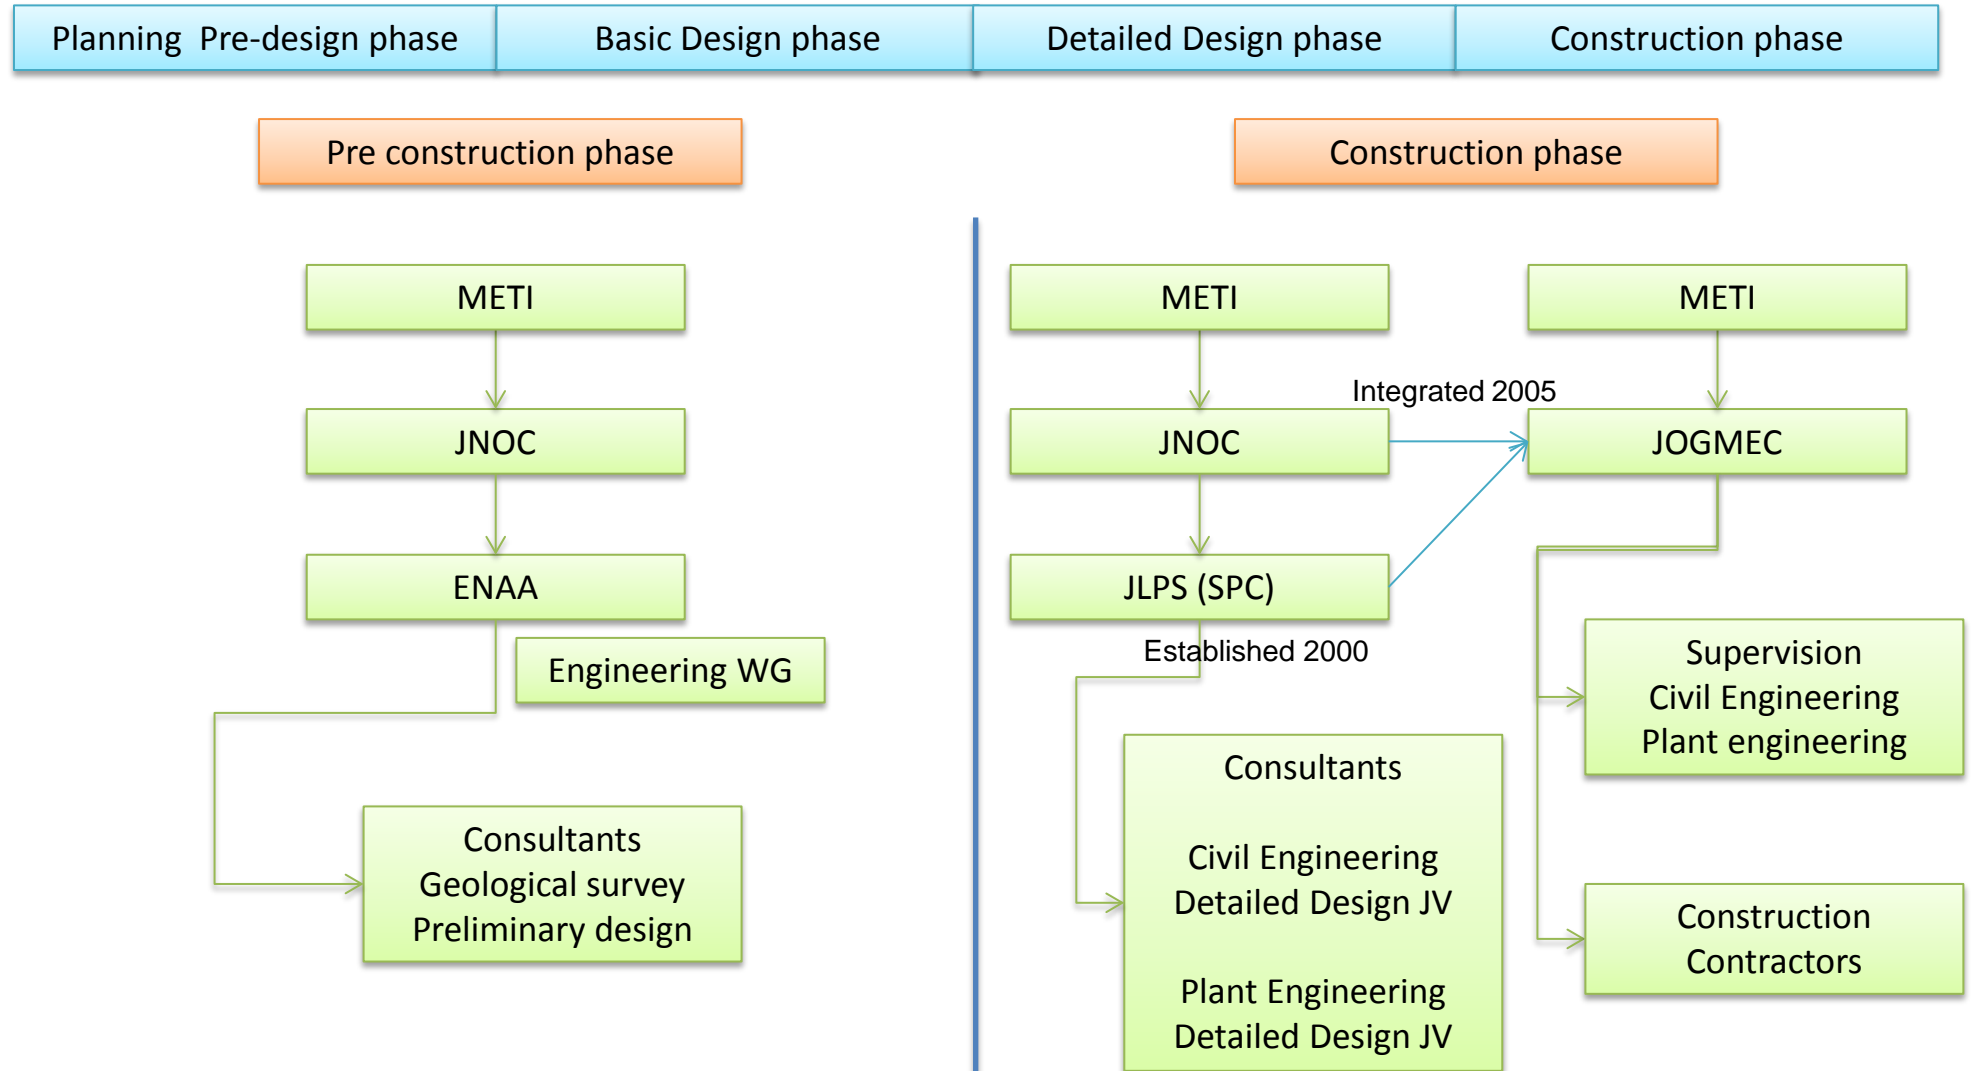 Planning  Pre-design phase
Basic Design phase
Detailed Design phase
Construction phase
Pre construction phase
Construction phase
METI
JNOC
ENAA
Engineering WG
Consultants
Geological survey
Preliminary design
METI
JNOC
JLPS (SPC)
Established 2000
Consultants
Civil Engineering
Detailed Design JV
Plant Engineering
Detailed Design JV
Integrated 2005
METI
JOGMEC
Supervision
Civil Engineering
Plant engineering
Construction
Contractors